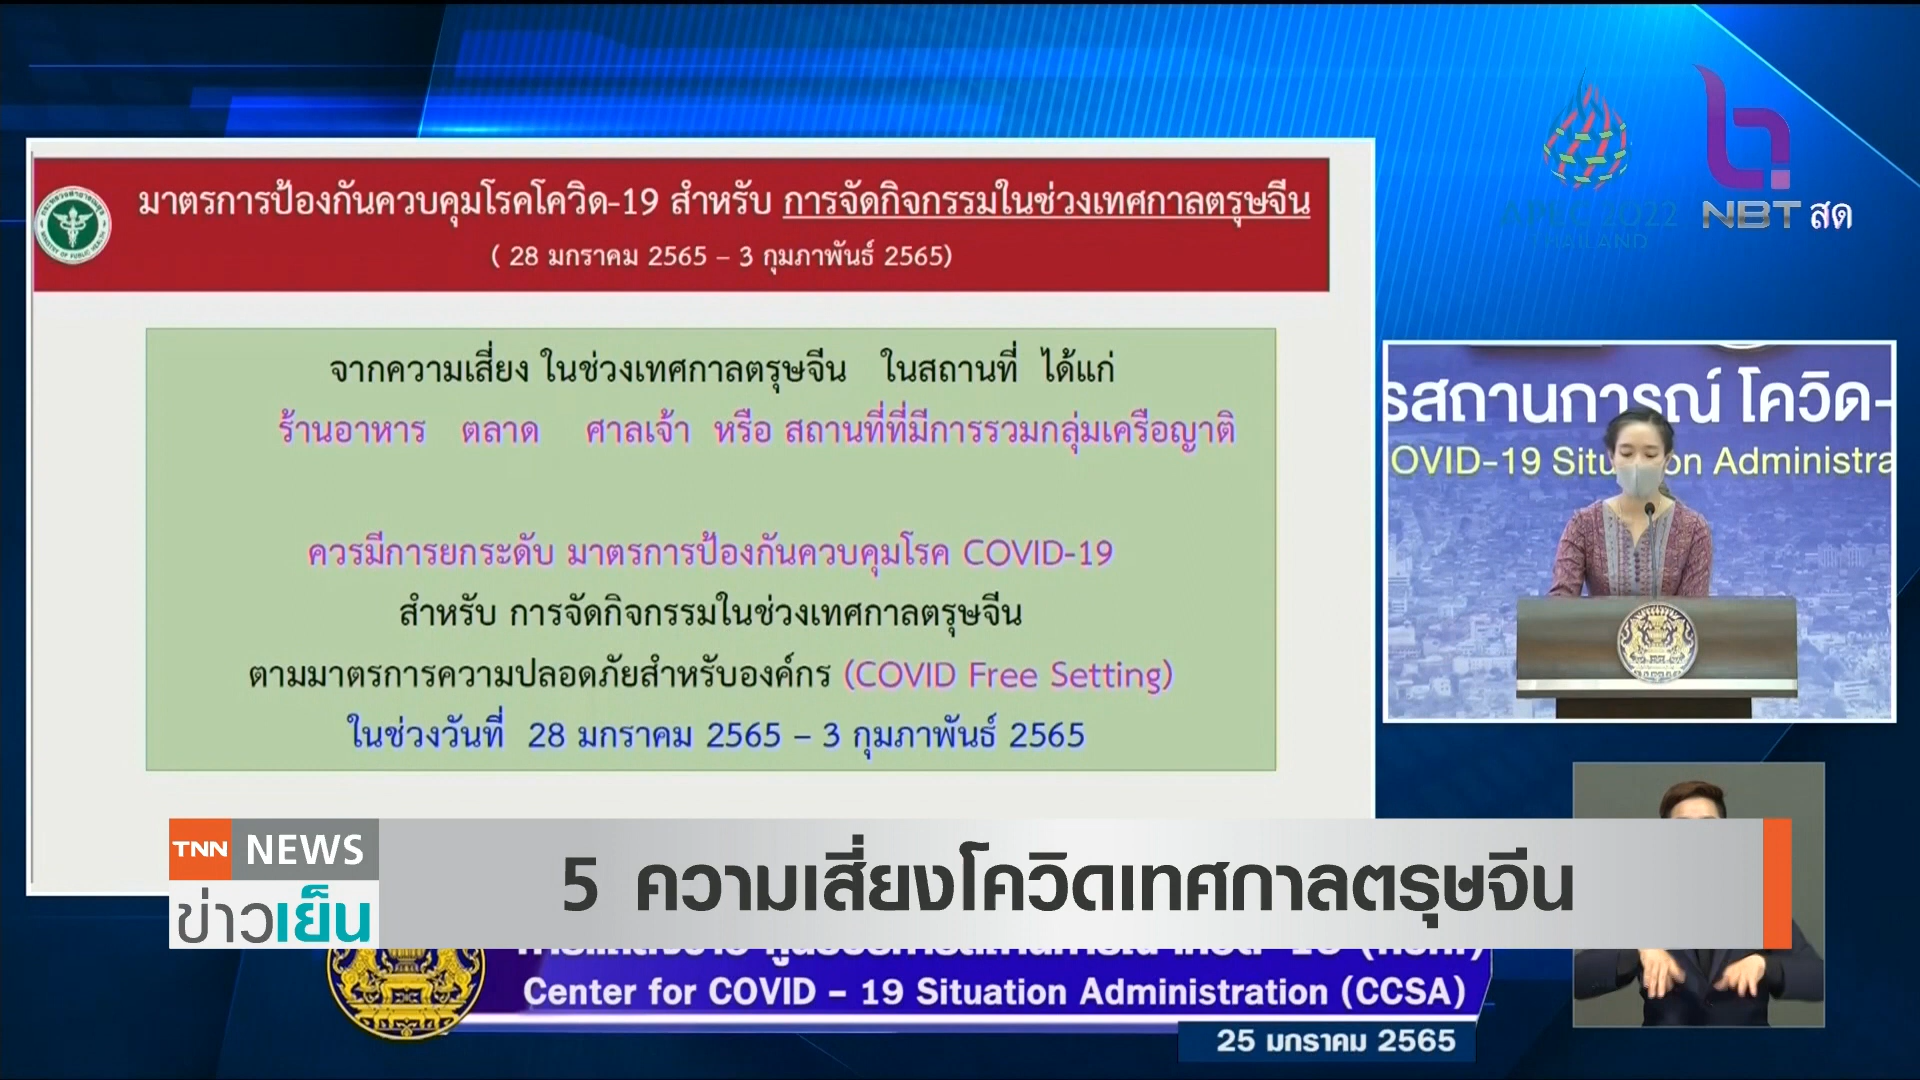 มาตรการป้องกันควบคุมโรคโควิด-19 สำหรับ การจัดกิจกรรมในช่วงเทศกาลตรุษจีน
( 28 มกราคม 2565 – 3 กุมภาพันธ์ 2565)
จากความเสี่ยง ในช่วงเทศกาลตรุษจีน ในสถานที่ ได้แก่
ร้านอาหาร ตลาด ศาลเจ้า หรือ สถานที่ที่มีการรวมกลุ่มเครือญาติ
ควรมีการยกระดับ มาตรการป้องกันควบคุมโรค COVID-19
สำหรับ การจัดกิจกรรมในช่วงเทศกาลตรุษจีน
ตามมาตรการความปลอดภัยสำหรับองค์กร (COVID Free Setting)
ในช่วงวันที่ 28 มกราคม 2565 – 3 กุมภาพันธ์ 2565
APEC 2022
THAILAND
NBT สด
รสถานการณ์ โควิด-
OVID-19 Situ on Administra
TNN NEWS
ข่าวเย็น
5 ความเสี่ยงโควิดเทศกาลตรุษจีน
Center for COVID – 19 Situation Administration (CCSA)
25 มกราคม 2565